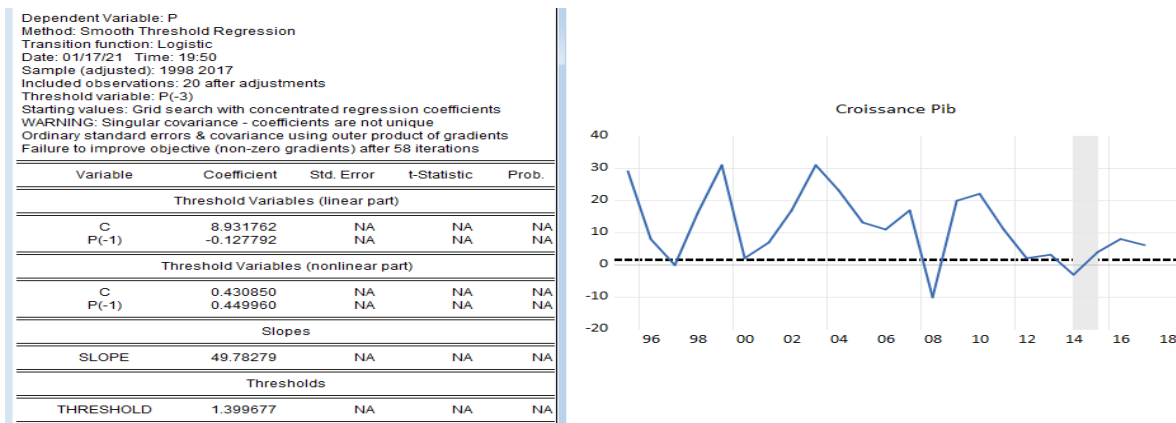 Dependent Variable: P
Method: Smooth Threshold Regression
Transition function: Logistic
Date: 01/17/21 Time: 19:50
Sample (adjusted): 1998 2017
Included observations: 20 after adjustments
Threshold variable: P(-3)
Starting values: Grid search with concentrated regression coefficients
WARNING: Singular covariance - coefficients are not unique
Ordinary standard errors & covariance using outer product of gradients
Failure to improve objective (non-zero gradients) after 58 iterations
Variable Coefficient Std. Error t-Statistic Prob.
Threshold Variables (linear part)
C 8.931762 NA NA NA
P(-1) -0.127792 NA NA NA
Threshold Variables (nonlinear part)
C 0.430850 NA NA NA
P(-1) 0.449960 NA NA NA
Slopes
SLOPE 49.78279 NA NA NA
Thresholds
THRESHOLD 1.399677 NA NA NA
Croissance Pib
40
30
20
10
0
-10
-20
96 98 00 02 04 06 08 10 12 14 16 18